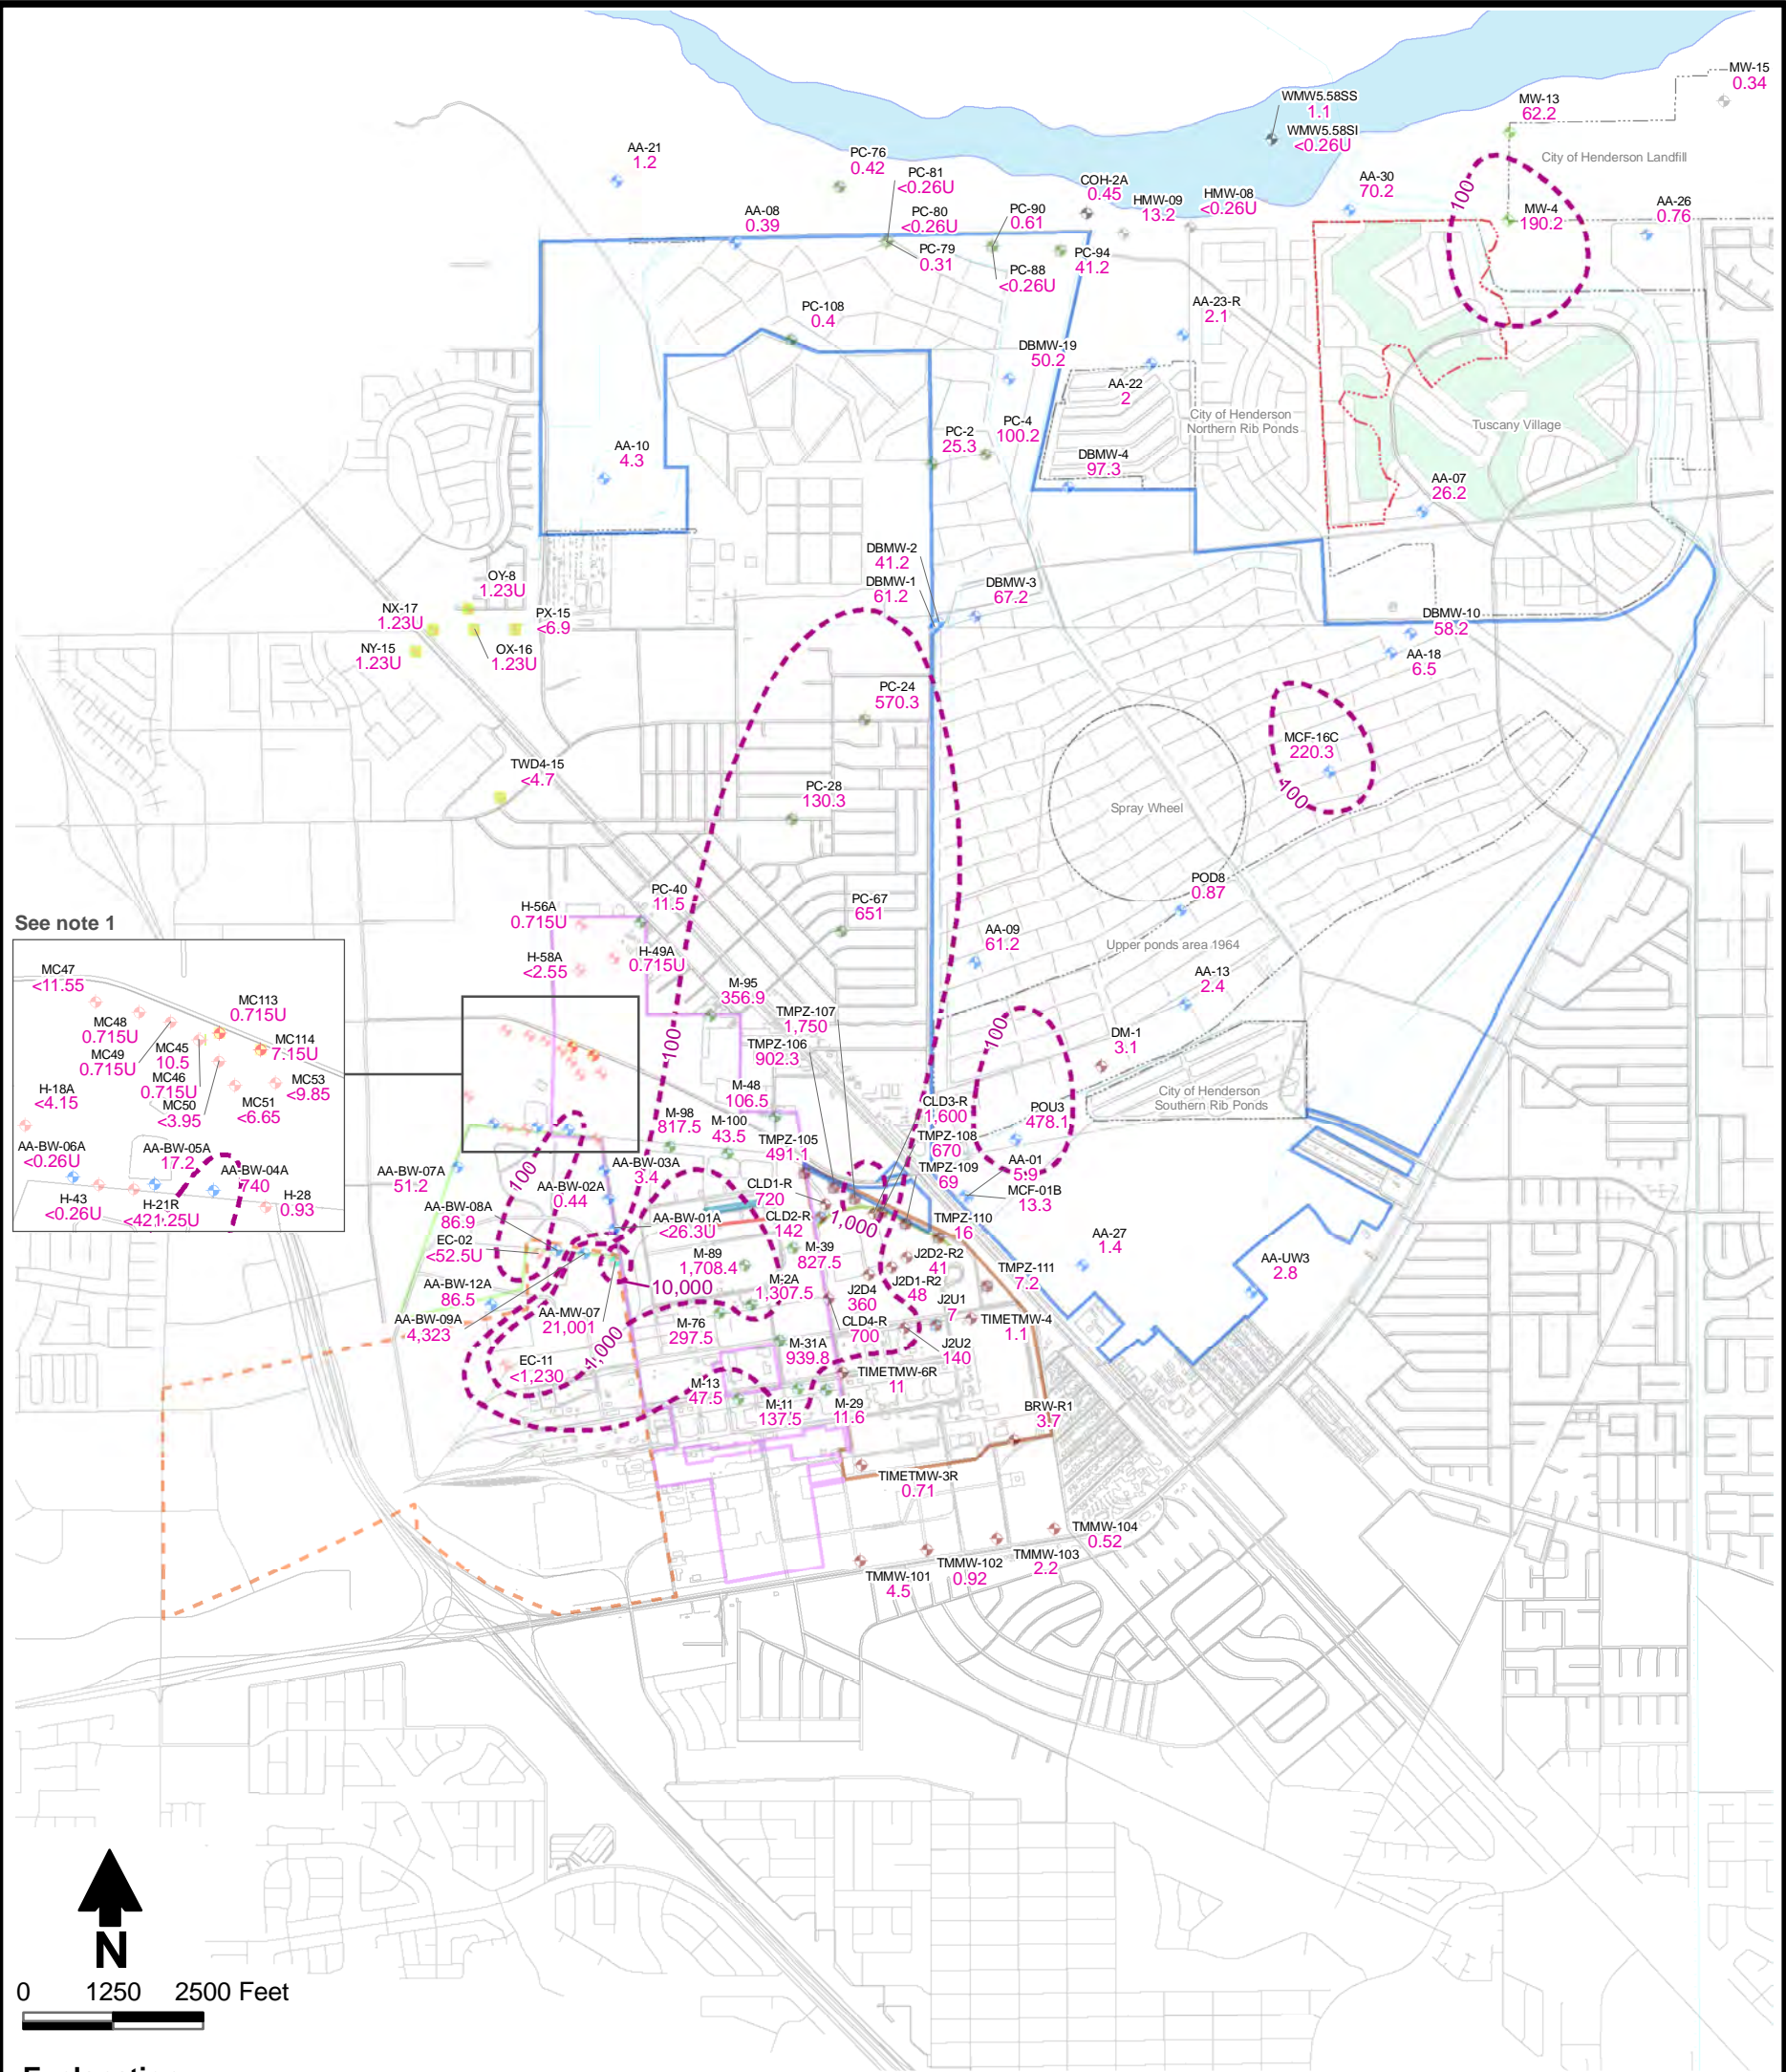 MW-15
0.34
MW-13
62.2
WMW5.58SS
1.1
WMW5.58SI
<0.26U
City of Henderson Landfill
AA-21
1.2
PC-76
0.42
PC-81
<0.26U
PC-80
<0.26U
PC-79
0.31
PC-90
0.61
PC-88
<0.26U
COH-2A
0.45
HMW-09
13.2
HMW-08
<0.26U
AA-30
70.2
100
MW-4
190.2
AA-26
0.76
AA-08
0.39
PC-94
41.2
PC-108
0.4
AA-23-R
2.1
DBMW-19
50.2
AA-22
2
City of Henderson
Northern Rib Ponds
Tuscany Village
AA-10
4.3
PC-2
25.3
PC-4
100.2
DBMW-4
97.3
AA-07
26.2
DBMW-2
41.2
DBMW-1
61.2
DBMW-3
67.2
OY-8
1.23U
NX-17
1.23U
PX-15
<6.9
NY-15
1.23U
OX-16
1.23U
DBMW-10
58.2
AA-18
6.5
PC-24
570.3
MCF-16C
220.3
100
TWD4-15
<4.7
PC-28
130.3
Spray Wheel
POD8
0.87
PC-40
11.5
PC-67
651
H-56A
0.715U
H-58A
<2.55
H-49A
0.715U
AA-09
61.2
Upper ponds area 1964
AA-13
2.4
See note 1
MC47
<11.55
MC48
0.715U
MC49
0.715U
MC45
10.5
MC46
0.715U
MC50
<3.95
MC113
0.715U
MC114
7.15U
MC53
<9.85
MC51
<6.65
H-18A
<4.15
AA-BW-06A
<0.26U
AA-BW-05A
17.2
AA-BW-04A
740
H-43
<0.26U
H-21R
<421.25U
H-28
0.93
M-95
356.9
TMPZ-107
1,750
TMPZ-106
902.3
100
100
DM-1
3.1
City of Henderson
Southern Rib Ponds
M-48
106.5
M-98
817.5
M-100
43.5
TMPZ-105
491.1
CLD3-R
1,600
POU3
478.1
TMPZ-108
670
TMPZ-109
69
AA-01
5.9
MCF-01B
13.3
AA-BW-07A
51.2
100
AA-BW-03A
3.4
AA-BW-02A
0.44
AA-BW-08A
86.9
EC-02
<52.5U
AA-BW-01A
<26.3U
CLD1-R
720
CLD2-R
142
1,000
TMPZ-110
16
AA-27
1.4
AA-UW3
2.8
AA-BW-12A
86.5
AA-BW-09A
4,323
AA-MW-07
21,001
10,000
M-89
1,708.4
M-39
827.5
M-2A
1,307.5
J2D2-R2
41
J2D1-R2
48
J2D4
360
J2U1
7
TMPZ-111
7.2
TIMETMW-4
1.1
CLD4-R
700
J2U2
140
M-76
297.5
1,000
M-31A
939.8
EC-11
<1,230
M-13
47.5
TIMETMW-6R
11
M-11
137.5
M-29
11.6
BRW-R1
3.7
TIMETMW-3R
0.71
TMMW-104
0.52
TMMW-103
2.2
TMMW-102
0.92
TMMW-101
4.5
N
0 1250 2500 Feet